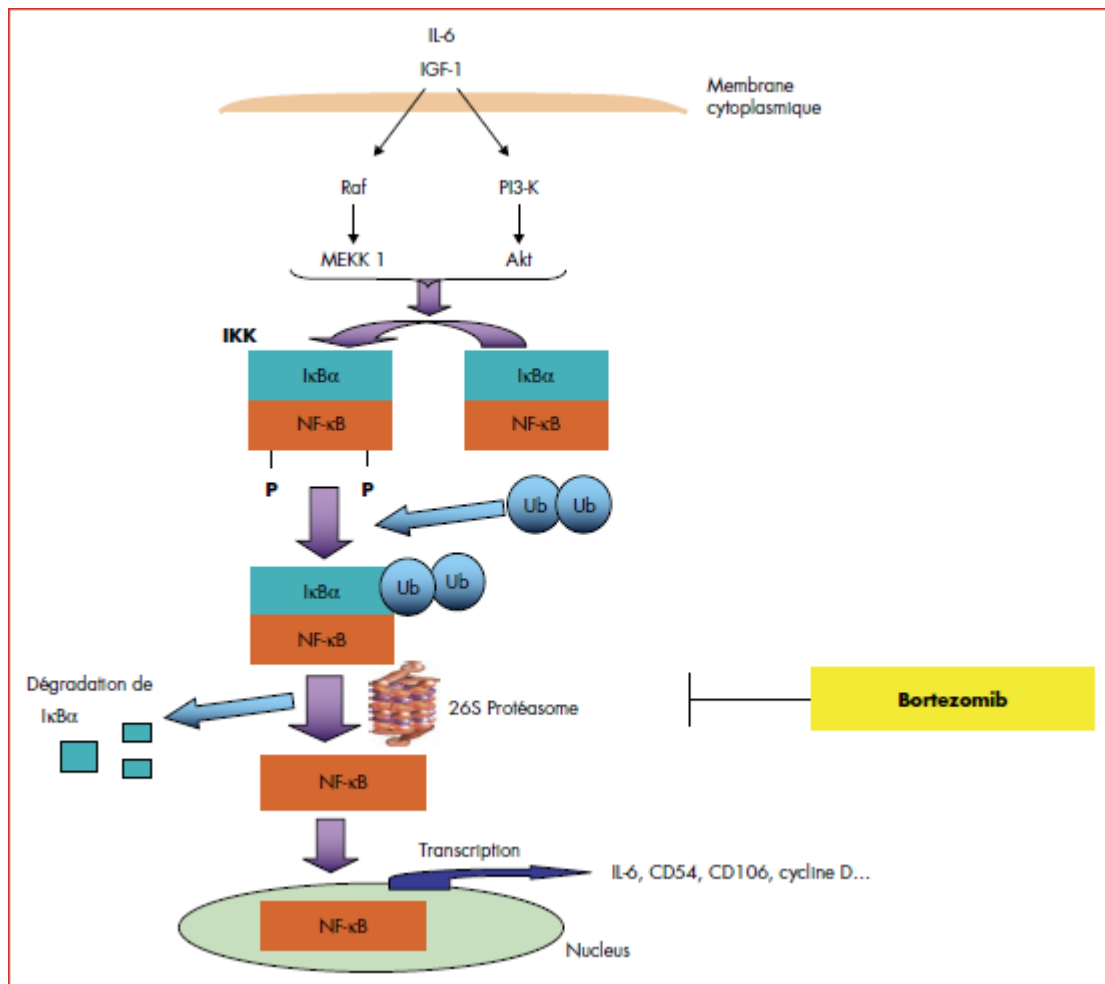 IL-6
IGF-1
Membrane
cytoplasmique
Raf
PI3-K
MEKK 1
Akt
IKK
IκBα
IκBα
NF-κB
NF-κB
P
P
Ub
Ub
IκBα
Ub
Ub
NF-κB
Dégradation de
IκBα
26S Protéasome
Bortezomib
NF-κB
Transcription
IL-6, CD54, CD106, cycline D...
NF-κB
Nucleus